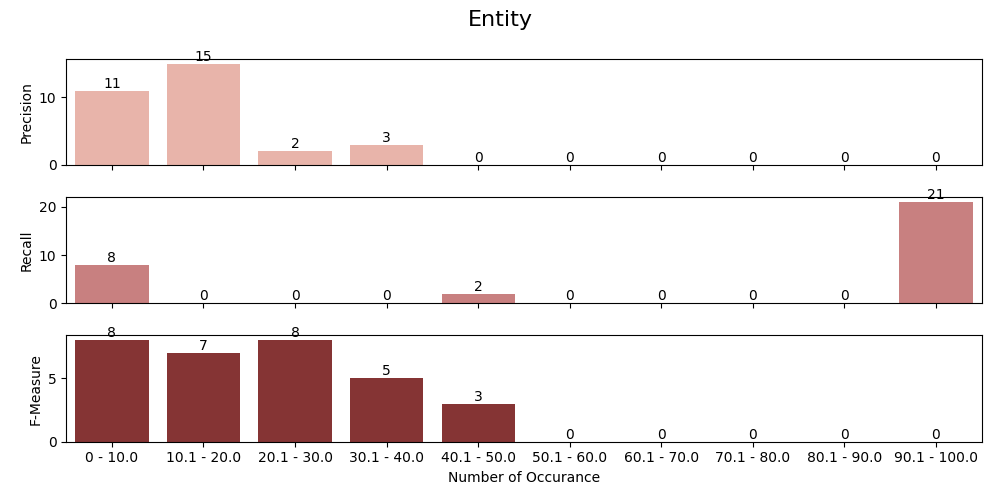 Entity
Precision
10
0
11 15 2 3 0 0 0 0 0 0
Recall
20
10
0
8 0 0 0 2 0 0 0 0 21
F-Measure
5
0
8 7 8 5 3 0 0 0 0 0
0 - 10.0 10.1 - 20.0 20.1 - 30.0 30.1 - 40.0 40.1 - 50.0 50.1 - 60.0 60.1 - 70.0 70.1 - 80.0 80.1 - 90.0 90.1 - 100.0
Number of Occurance